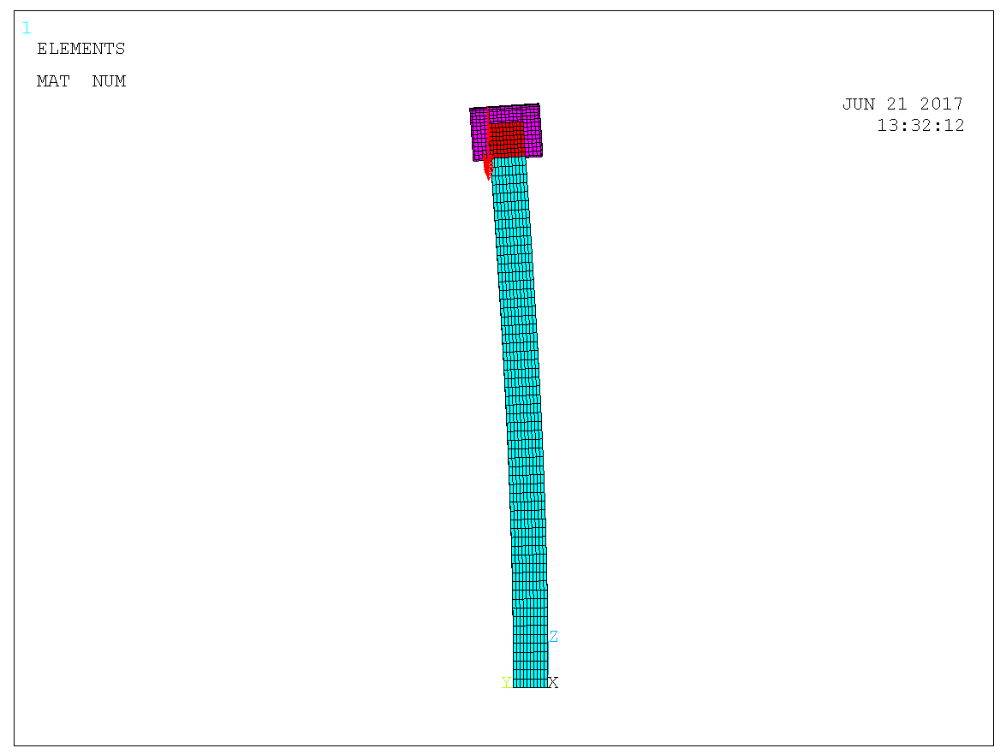 1
ELEMENTS
MAT NUM
JUN 21 2017
13:32:12
Z
Y
X